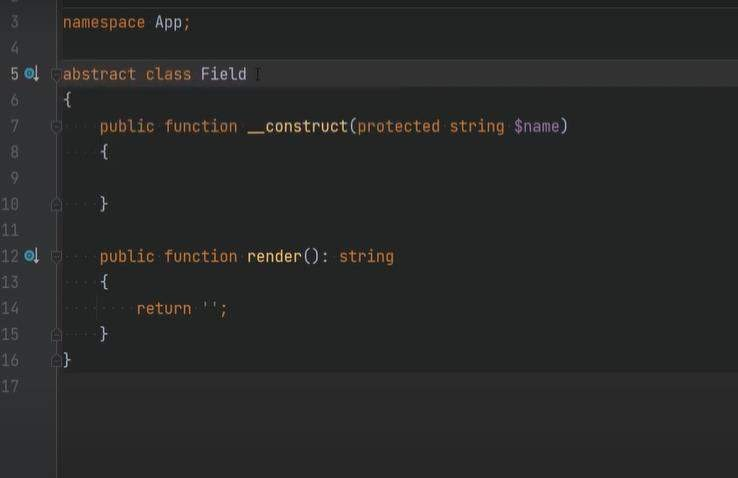 3 namespace App;
4
5 abstract class Field
6 {
7 public function __construct(protected string $name)
8 {
9
10 }
11
12 public function render(): string
13 {
14 return '';
15 }
16 }
17